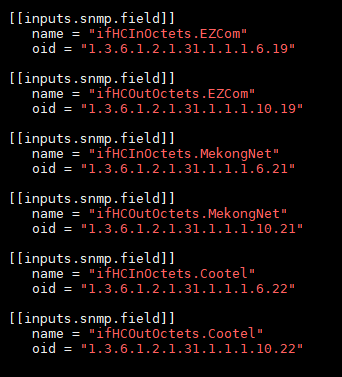 [[inputs.snmp.field]]
name = "ifHCInOctets.EZCom"
oid = "1.3.6.1.2.1.31.1.1.1.6.19"
[[inputs.snmp.field]]
name = "ifHCOutOctets.EZCom"
oid = "1.3.6.1.2.1.31.1.1.1.10.19"
[[inputs.snmp.field]]
name = "ifHCInOctets.MekongNet"
oid = "1.3.6.1.2.1.31.1.1.1.6.21"
[[inputs.snmp.field]]
name = "ifHCOutOctets.MekongNet"
oid = "1.3.6.1.2.1.31.1.1.1.10.21"
[[inputs.snmp.field]]
name = "ifHCInOctets.Cootel"
oid = "1.3.6.1.2.1.31.1.1.1.6.22"
[[inputs.snmp.field]]
name = "ifHCOutOctets.Cootel"
oid = "1.3.6.1.2.1.31.1.1.1.10.22"